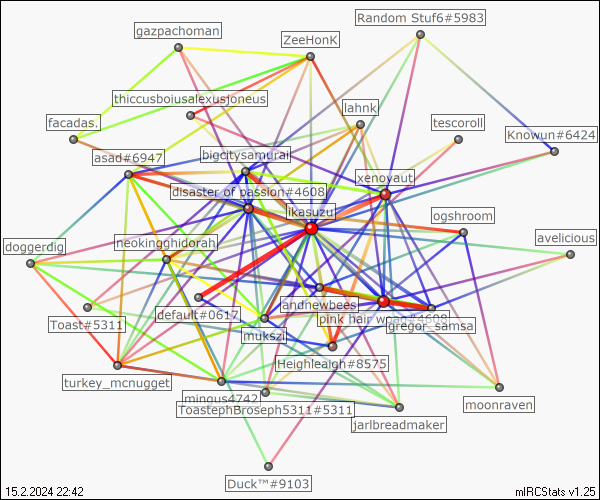 Random Stuf6#5983
gazpachoman
ZeeHonK
thiccusboiusalexusjoneus
lahnk
facadas.
tescoroll
Knowun#6424
asad#6947
bigcitysamurai
xenoyaut
disaster of passion#4608
ikasuzu
ogshroom
doggerdig
neokingghidorah
avelicious
andnewbees
default#0617
pink hair woah#4608
Toast#5311
gregor_samsa
mukszi
Heighleigh#8575
turkey_mcnugget
mingus4742
moonraven
ToastephBroseph5311#5311
jarlbreadmaker
Duck™#9103
15.2.2024 22:42
mIRCStats v1.25